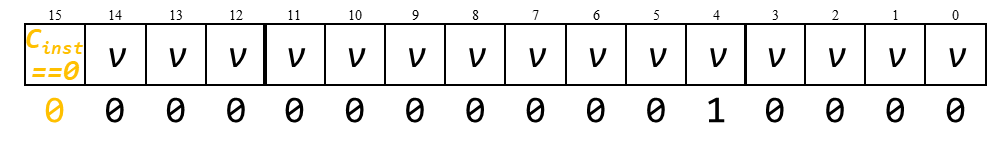 15 14 13 12 11 10 9 8 7 6 5 4 3 2 1 0
C_inst v v v v v v v v v v v v v v v
==0
0 0 0 0 0 0 0 0 0 0 0 1 0 0 0 0